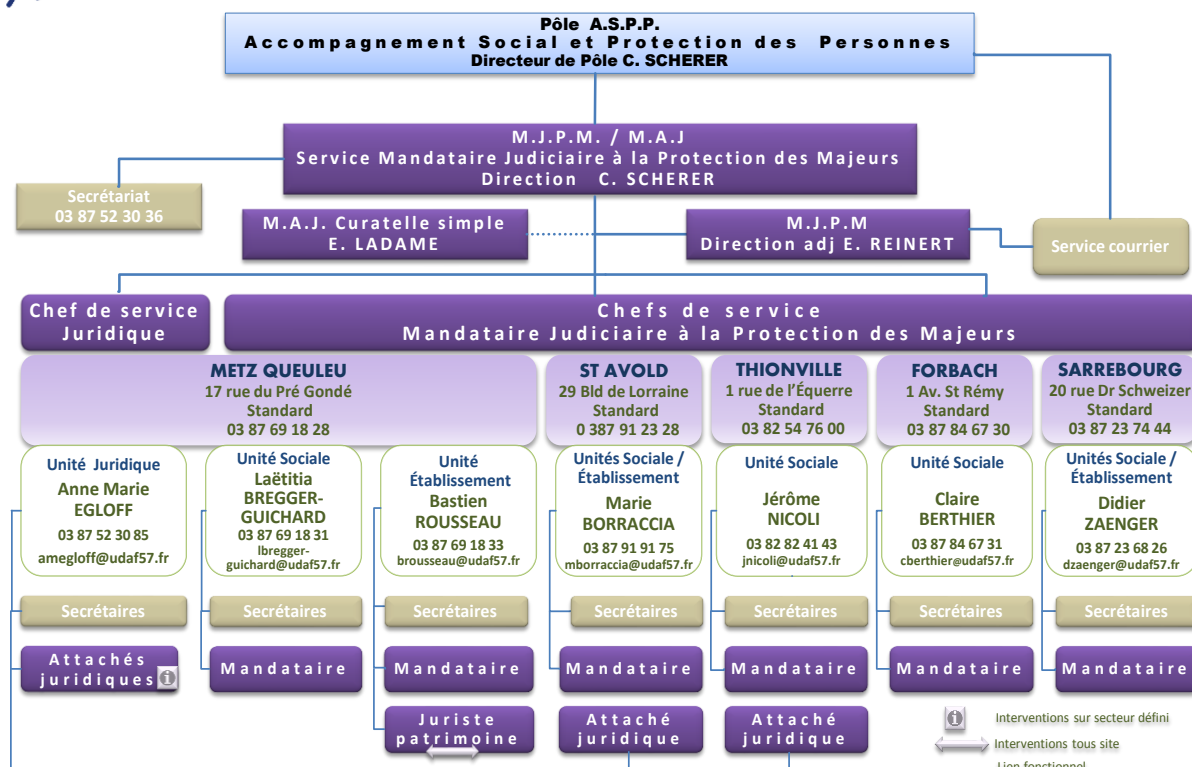 Pôle A.S.P.P.
Accompagnement Social et Protection des Personnes
Directeur de Pôle C. SCHERER
M.J.P.M. / M.A.J
Service Mandataire Judiciaire à la Protection des Majeurs
Direction C. SCHERER
Secrétariat
03 87 52 30 36
M.A.J. Curatelle simple
E. LADAME
M.J.P.M
Direction adj E. REINERT
Service courrier
Chef de service
Juridique
Chefs de service
Mandataire Judiciaire à la Protection des Majeurs
METZ QUEULEU
17 rue du Pré Gondé
Standard
03 87 69 18 28
ST AVOLD
29 Bld de Lorraine
Standard
0 387 91 23 28
THIONVILLE
1 rue de l'Équerre
Standard
03 82 54 76 00
FORBACH
1 Av. St Rémy
Standard
03 87 84 67 30
SARREBOURG
20 rue Dr Schweizer
Standard
03 87 23 74 44
Unité Juridique
Anne Marie
EGLOFF
03 87 52 30 85
amegloff@udaf57.fr
Unité Sociale
Laëtitia
BREGGER-
GUICHARD
03 87 69 18 31
lbregger-
guichard@udaf57.fr
Unité
Établissement
Bastien
ROUSSEAU
03 87 69 18 33
brousseau@udaf57.fr
Unités Sociale /
Établissement
Marie
BORRACCIA
03 87 91 91 75
mborraccia@udaf57.fr
Unité Sociale
Jérôme
NICOLI
03 82 82 41 43
jnicoli@udaf57.fr
Unité Sociale
Claire
BERTHIER
03 87 84 67 31
cberthier@udaf57.fr
Unités Sociale /
Établissement
Didier
ZAENGER
03 87 23 68 26
dzaenger@udaf57.fr
Secrétaires
Secrétaires
Secrétaires
Secrétaires
Secrétaires
Secrétaires
Secrétaires
Attachés
juridiques
Mandataire
Mandataire
Mandataire
Mandataire
Mandataire
Mandataire
Juriste
patrimoine
Attaché
juridique
Attaché
juridique
Interventions sur secteur défini
Interventions tous site
Lien fonctionnel